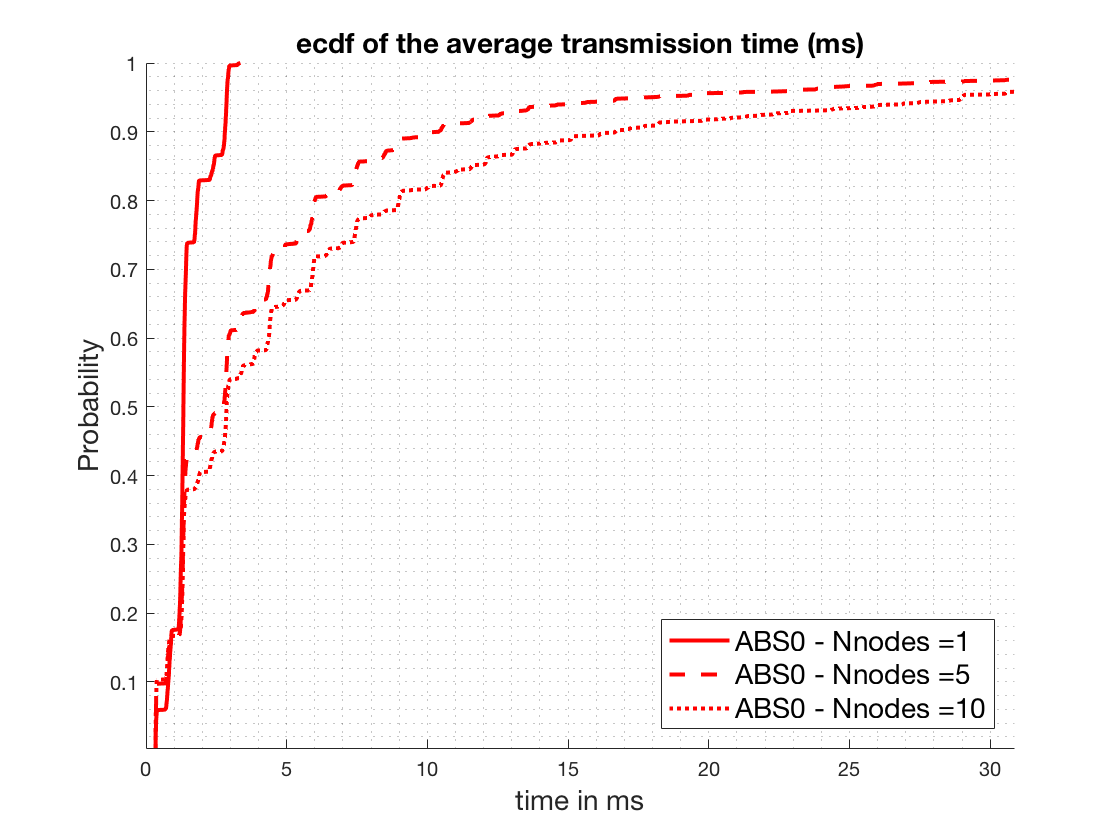 ecdf of the average transmission time (ms)
1
0.9
0.8
0.7
0.6
0.5
0.4
0.3
0.2
0.1
Probability
ABS0 - Nnodes =1
ABS0 - Nnodes =5
ABS0 - Nnodes =10
0 5 10 15 20 25 30
time in ms